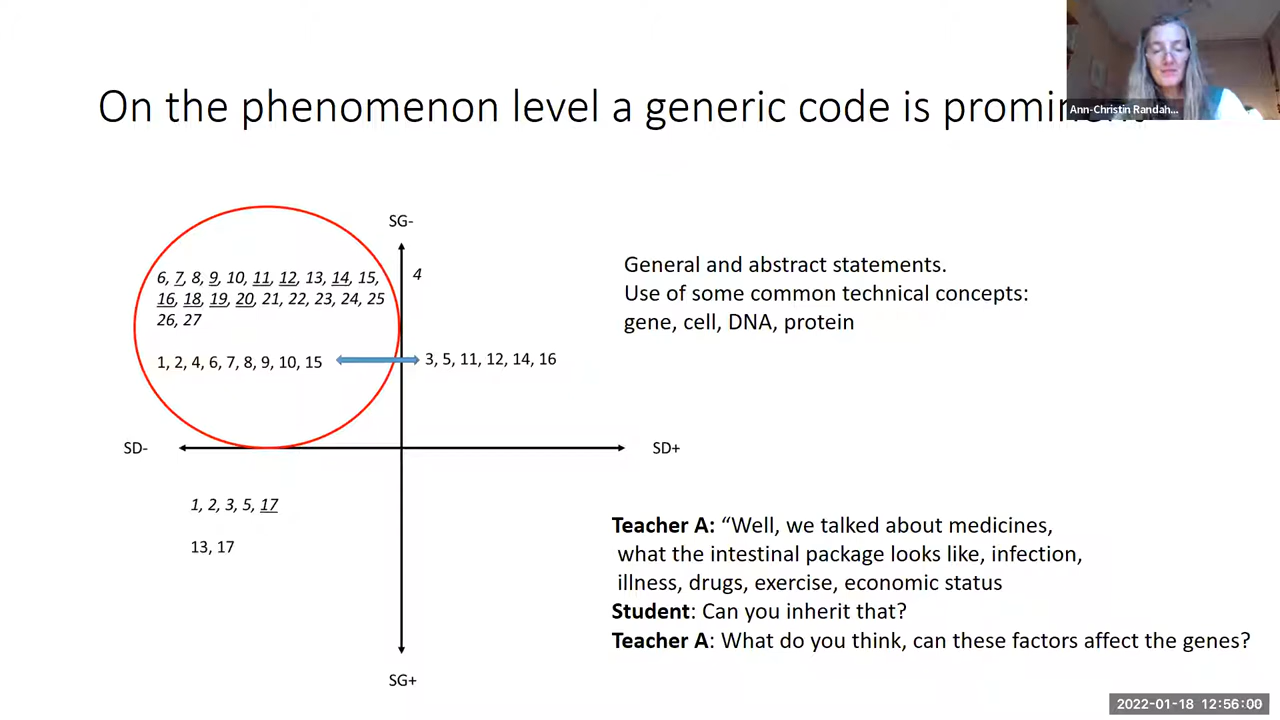 On the phenomenon level a generic code is
Ann-Christin Randah...
SG-
6, 7, 8, 9, 10, 11, 12, 13, 14, 15,
16, 18, 19, 20, 21, 22, 23, 24, 25
26, 27
4
1, 2, 4, 6, 7, 8, 9, 10, 15
3, 5, 11, 12, 14, 16
SD-
SD+
1, 2, 3, 5, 17
13, 17
SG+
General and abstract statements.
Use of some common technical concepts:
gene, cell, DNA, protein
Teacher A: “Well, we talked about medicines,
what the intestinal package looks like, infection,
illness, drugs, exercise, economic status
Student: Can you inherit that?
Teacher A: What do you think, can these factors affect the genes?
2022-01-18 12:56:00